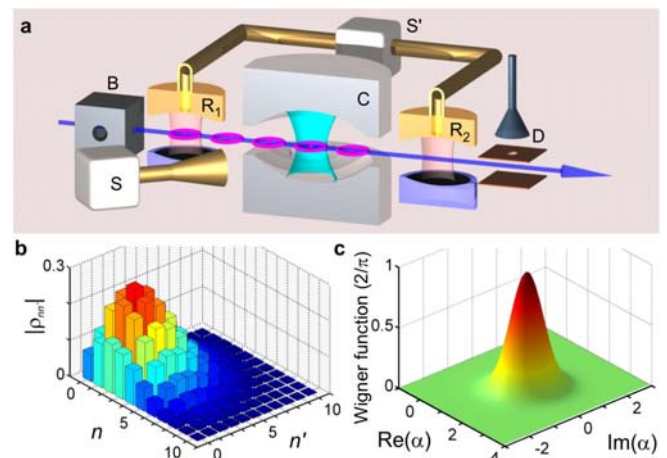 a
S'
B
R₁
C
R₂
D
S
b
c
0.3
|ρₙₙ'|
0
0
5
10
n
0
5
10
n'
Wigner function (2/π)
1
0.5
0
0
2
4
Re(α)
-2
0
2
Im(α)